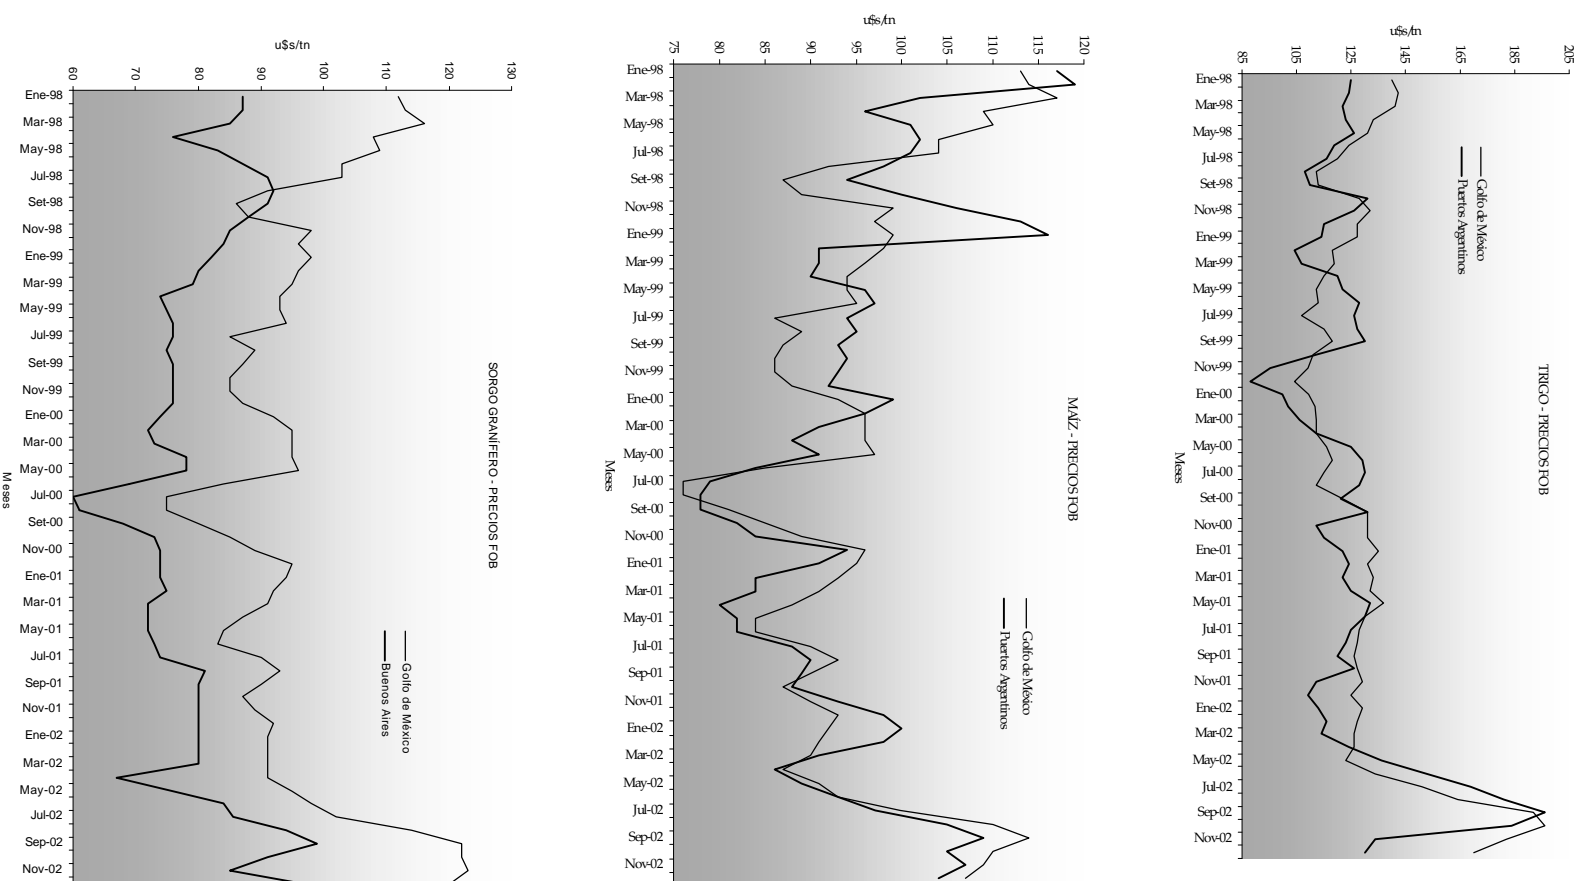 u$s/tn
60
70
80
90
100
110
120
130
Ene-98
Mar-98
May-98
Jul-98
Set-98
Nov-98
Ene-99
Mar-99
May-99
Jul-99
Set-99
Nov-99
Ene-00
Mar-00
May-00
Jul-00
Set-00
Nov-00
Ene-01
Mar-01
May-01
Jul-01
Sep-01
Nov-01
Ene-02
Mar-02
May-02
Jul-02
Sep-02
Nov-02
Meses
SORGO GRANÍFERO - PRECIOS FOB
Golfo de México
Buenos Aires
u$s/tn
75
80
85
90
95
100
105
110
115
120
Ene-98
Mar-98
May-98
Jul-98
Set-98
Nov-98
Ene-99
Mar-99
May-99
Jul-99
Set-99
Nov-99
Ene-00
Mar-00
May-00
Jul-00
Set-00
Nov-00
Ene-01
Mar-01
May-01
Jul-01
Sep-01
Nov-01
Ene-02
Mar-02
May-02
Jul-02
Sep-02
Nov-02
Meses
MAÍZ - PRECIOS FOB
Golfo de México
Puertos Argentinos
u$s/tn
85
105
125
145
165
185
205
Ene-98
Mar-98
May-98
Jul-98
Set-98
Nov-98
Ene-99
Mar-99
May-99
Jul-99
Set-99
Nov-99
Ene-00
Mar-00
May-00
Jul-00
Set-00
Nov-00
Ene-01
Mar-01
May-01
Jul-01
Sep-01
Nov-01
Ene-02
Mar-02
May-02
Jul-02
Sep-02
Nov-02
Meses
TRIGO - PRECIOS FOB
Golfo de México
Puertos Argentinos